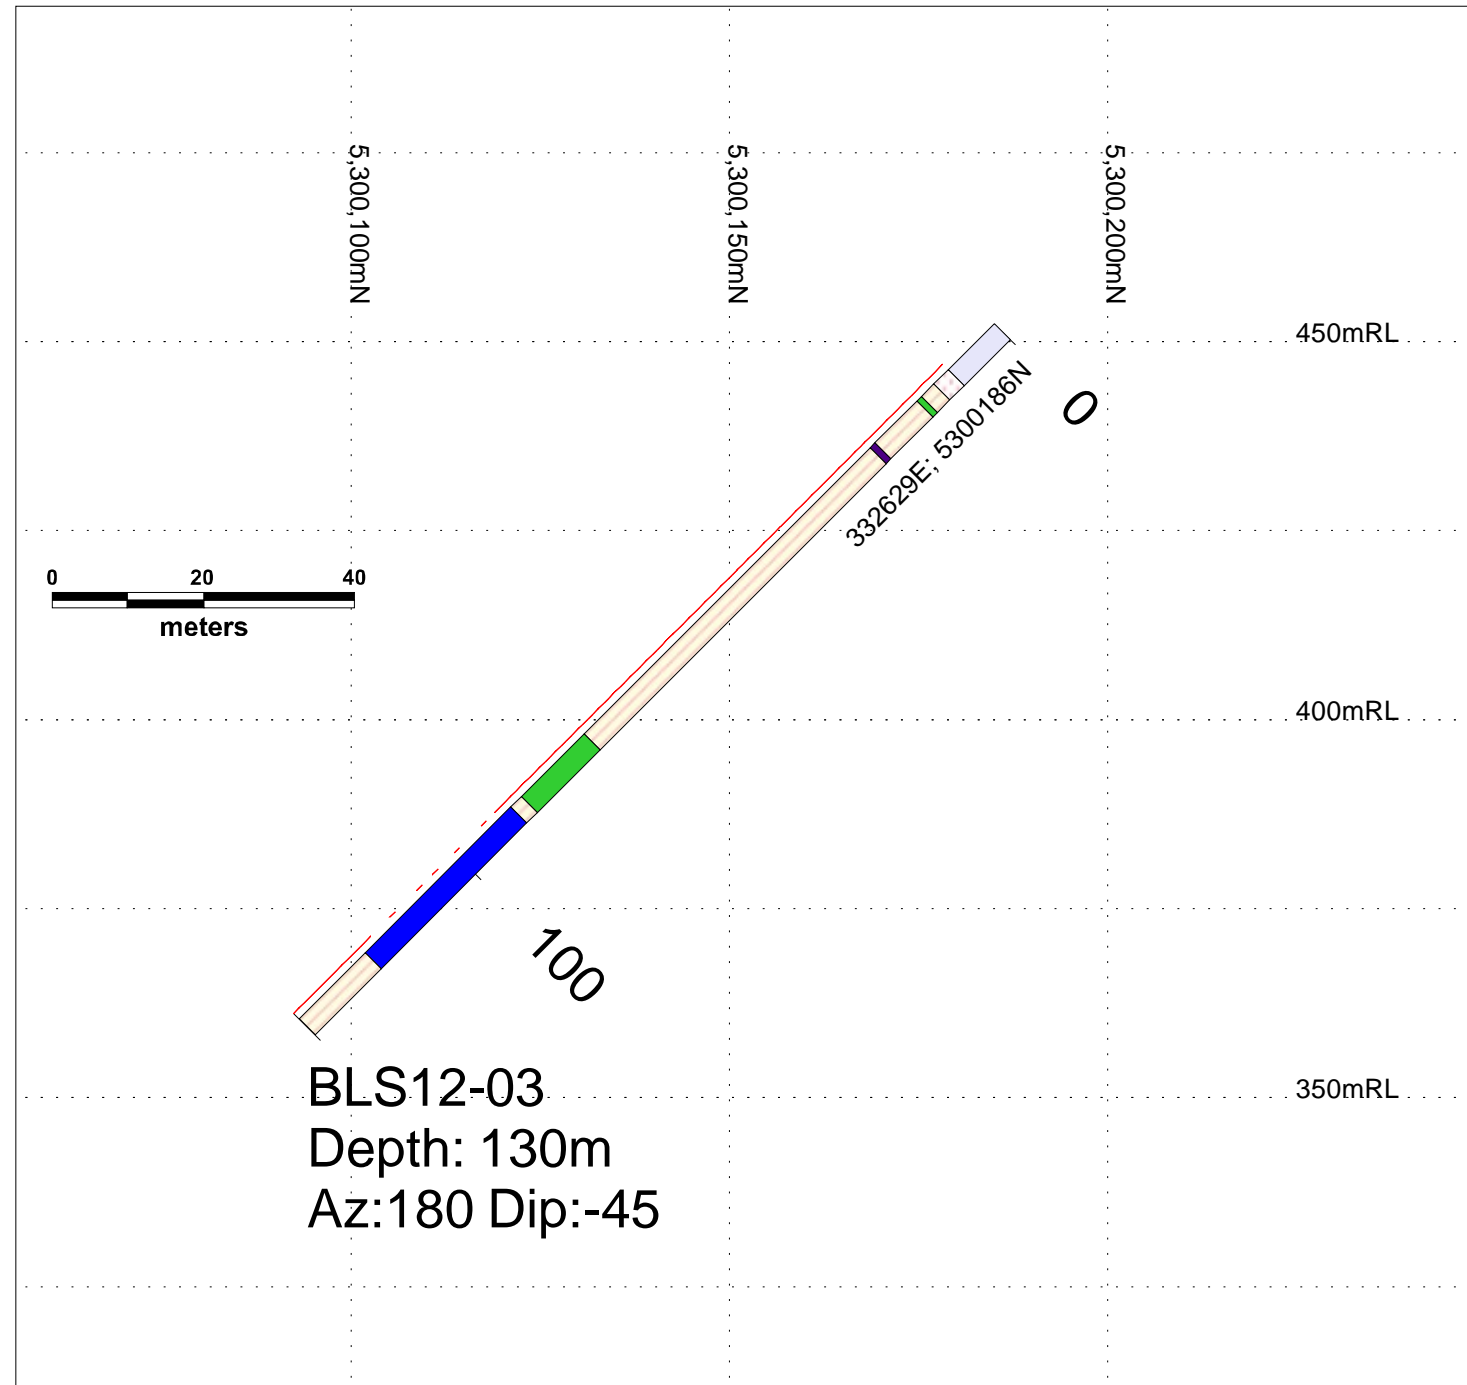 5,300,100mN
5,300,150mN
5,300,200mN
450mRL
332629E; 5300186N
0
0 20 40
meters
400mRL
100
BLS12-03
Depth: 130m
Az:180 Dip:-45
350mRL